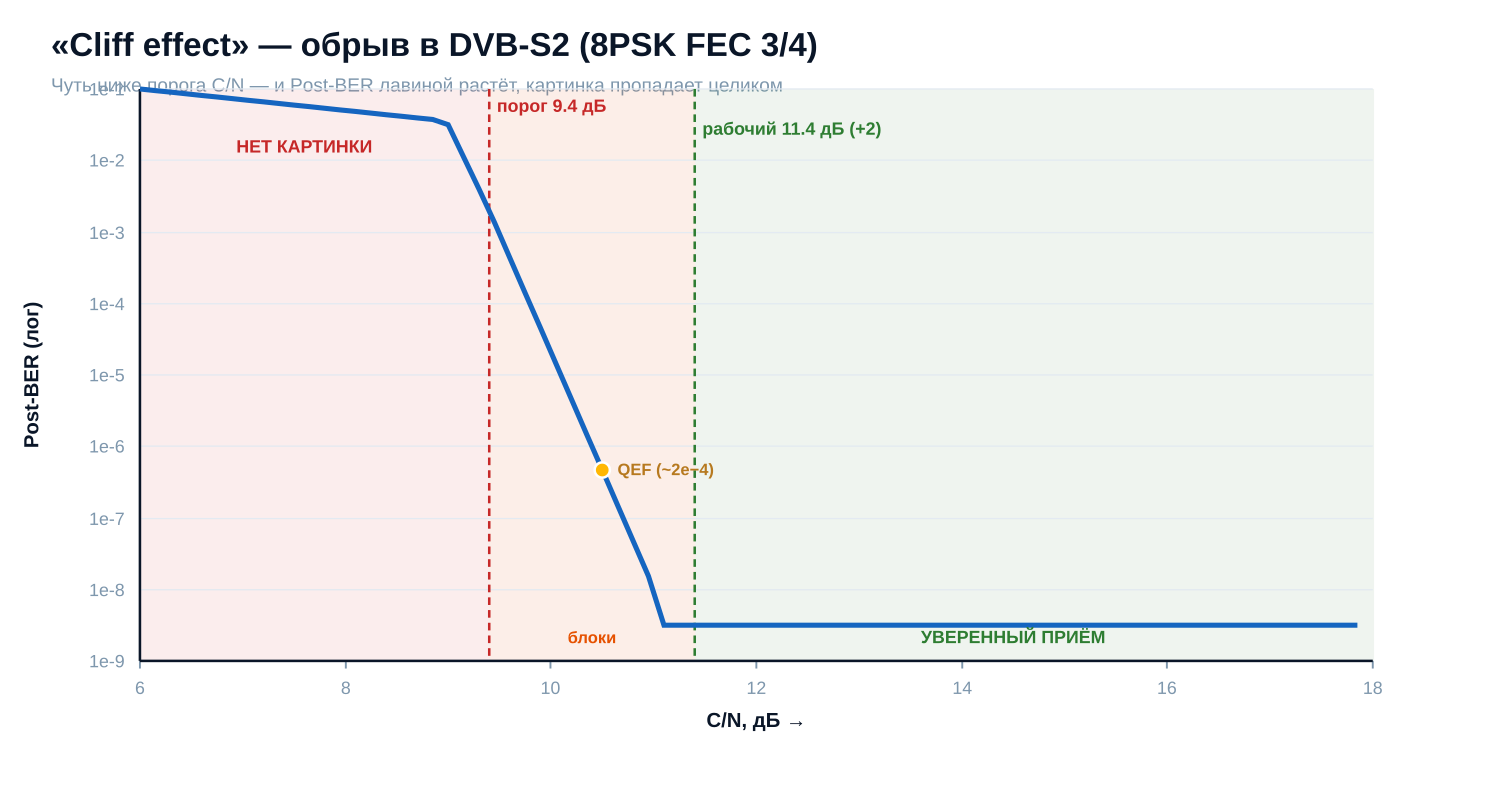 «Cliff effect» — обрыв в DVB-S2 (8PSK FEC 3/4)
Чуть ниже порога C/N — и Post-BER лавиной растёт, картинка пропадает целиком
1e-1
порог 9.4 дБ
рабочий 11.4 дБ (+2)
НЕТ КАРТИНКИ
1e-2
1e-3
1e-4
Post-BER (лог)
1e-5
1e-6
QEF (~2e-4)
1e-7
1e-8
блоки
УВЕРЕННЫЙ ПРИЁМ
1e-9
6 8 10 12 14 16 18
C/N, дБ →